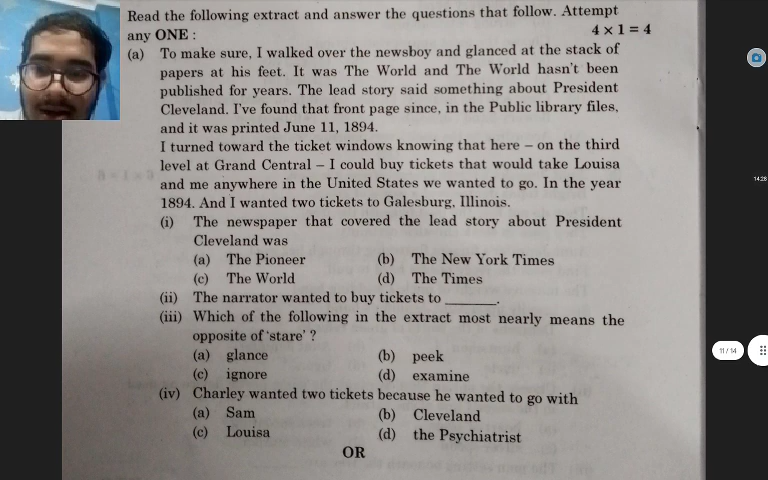 Read the following extract and answer the questions that follow. Attempt
any ONE : 4 × 1 = 4
(a) To make sure, I walked over the newsboy and glanced at the stack of
papers at his feet. It was The World and The World hasn't been
published for years. The lead story said something about President
Cleveland. I've found that front page since, in the Public library files,
and it was printed June 11, 1894.
I turned toward the ticket windows knowing that here – on the third
level at Grand Central – I could buy tickets that would take Louisa
and me anywhere in the United States we wanted to go. In the year
1894. And I wanted two tickets to Galesburg, Illinois.
(i) The newspaper that covered the lead story about President
Cleveland was
(a) The Pioneer (b) The New York Times
(c) The World (d) The Times
(ii) The narrator wanted to buy tickets to _______.
(iii) Which of the following in the extract most nearly means the
opposite of 'stare' ?
(a) glance (b) peek
(c) ignore (d) examine
(iv) Charley wanted two tickets because he wanted to go with
(a) Sam (b) Cleveland
(c) Louisa (d) the Psychiatrist
OR
14:28
11 / 14